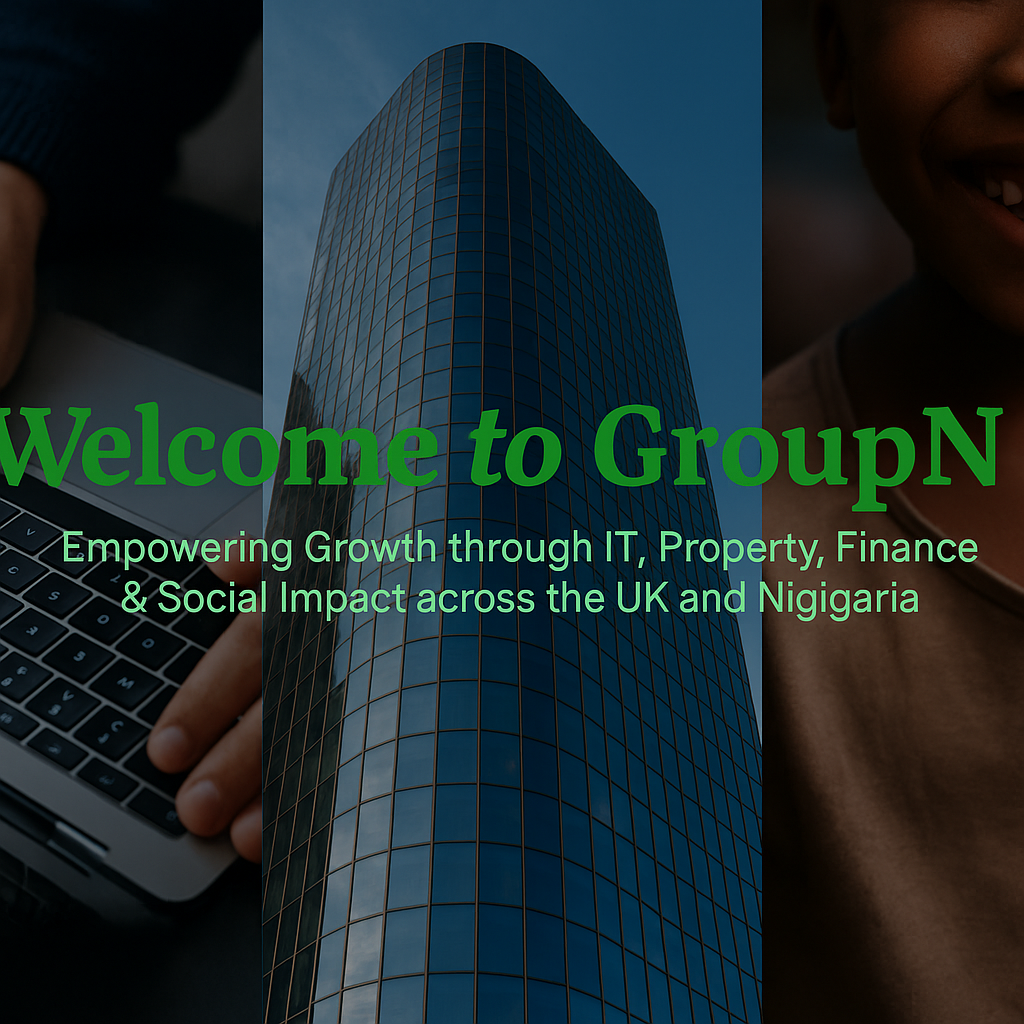 Welcome to GroupN
Empowering Growth through IT, Property, Finance
& Social Impact across the UK and Nigigaria